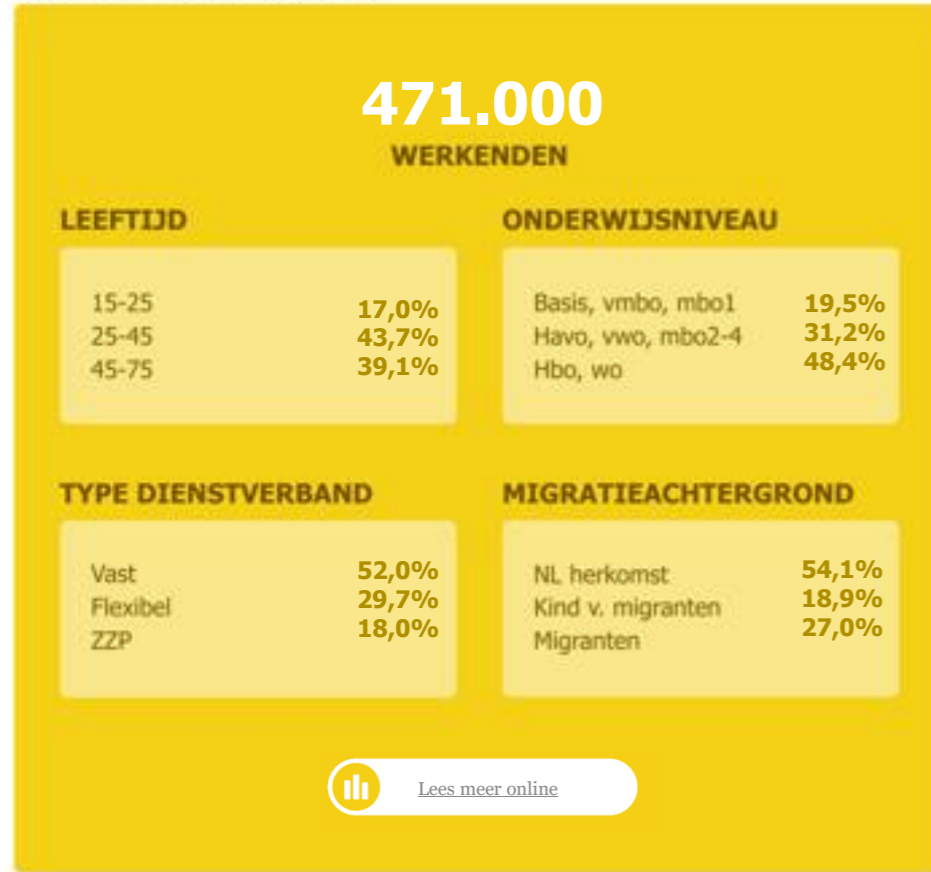 471.000
WERKENDEN
LEEFTIJD
15-25 17,0%
25-45 43,7%
45-75 39,1%
ONDERWIJSNIVEAU
Basis, vmbo, mbo1 19,5%
Havo, vwo, mbo2-4 31,2%
Hbo, wo 48,4%
TYPE DIENSTVERBAND
Vast 52,0%
Flexibel 29,7%
ZZP 18,0%
MIGRATIEACHTERGROND
NL herkomst 54,1%
Kind v. migranten 18,9%
Migranten 27,0%
Lees meer online